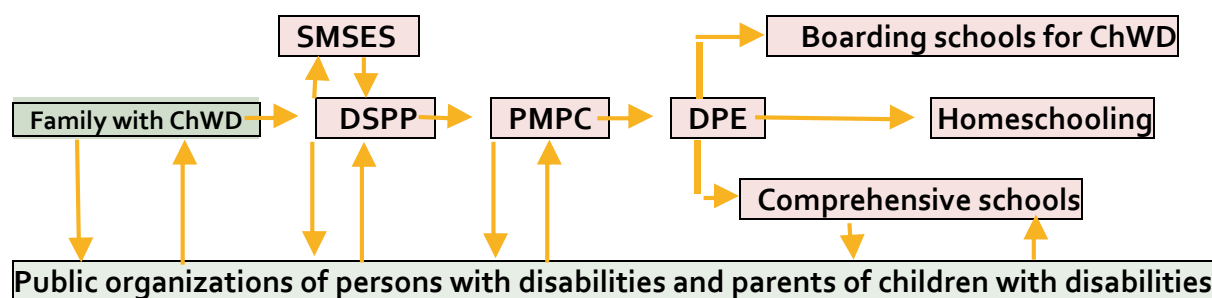 SMSES
Boarding schools for ChWD
Family with ChWD
DSPP
PMPC
DPE
Homeschooling
Comprehensive schools
Public organizations of persons with disabilities and parents of children with disabilities